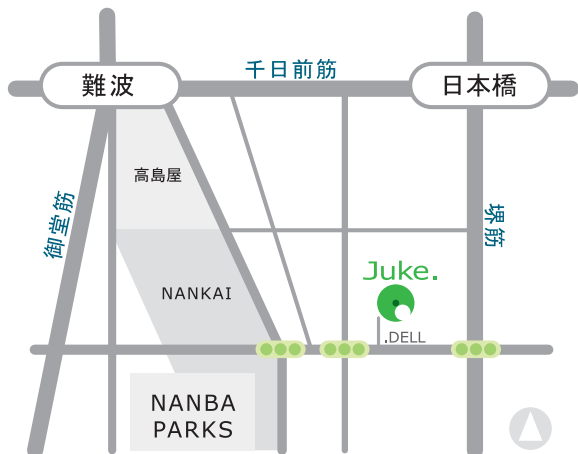 千日前筋
難波
日本橋
高島屋
御堂筋
堺筋
Juke.
NANKAI
.DELL
NANBA
PARKS